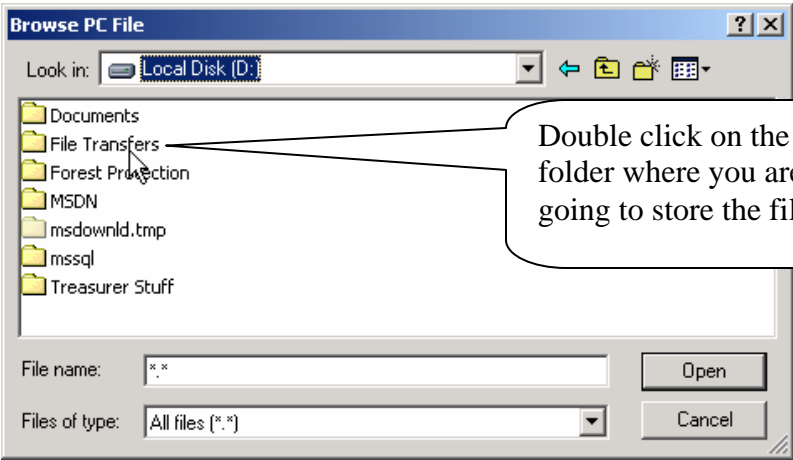 Browse PC File
Look in: Local Disk (D:)
Documents
File Transfers
Forest Protection
MSDN
msdownld.tmp
mssql
Treasurer Stuff
Double click on the
folder where you are
going to store the fil
File name: *.*
Open
Files of type: All files (*.*)
Cancel